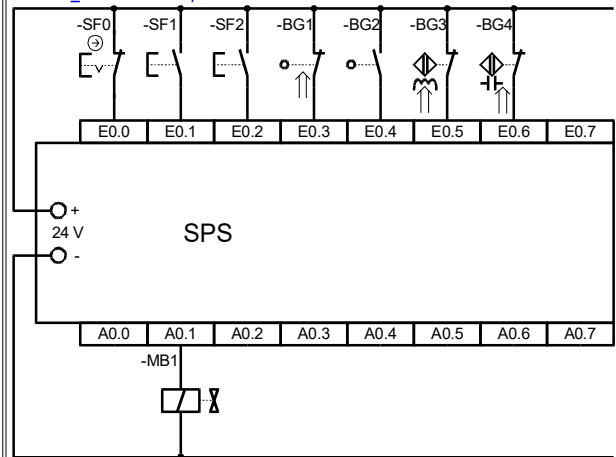 -SF0 -SF1 -SF2 -BG1 -BG2 -BG3 -BG4
E0.0 E0.1 E0.2 E0.3 E0.4 E0.5 E0.6 E0.7
+
24 V
-
SPS
A0.0 A0.1 A0.2 A0.3 A0.4 A0.5 A0.6 A0.7
-MB1